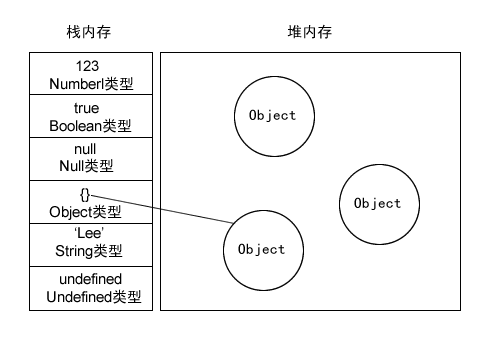 栈内存
堆内存
123
Numberl类型
true
Boolean类型
null
Null类型
{}
Object类型
‘Lee’
String类型
undefined
Undefined类型
Object
Object
Object